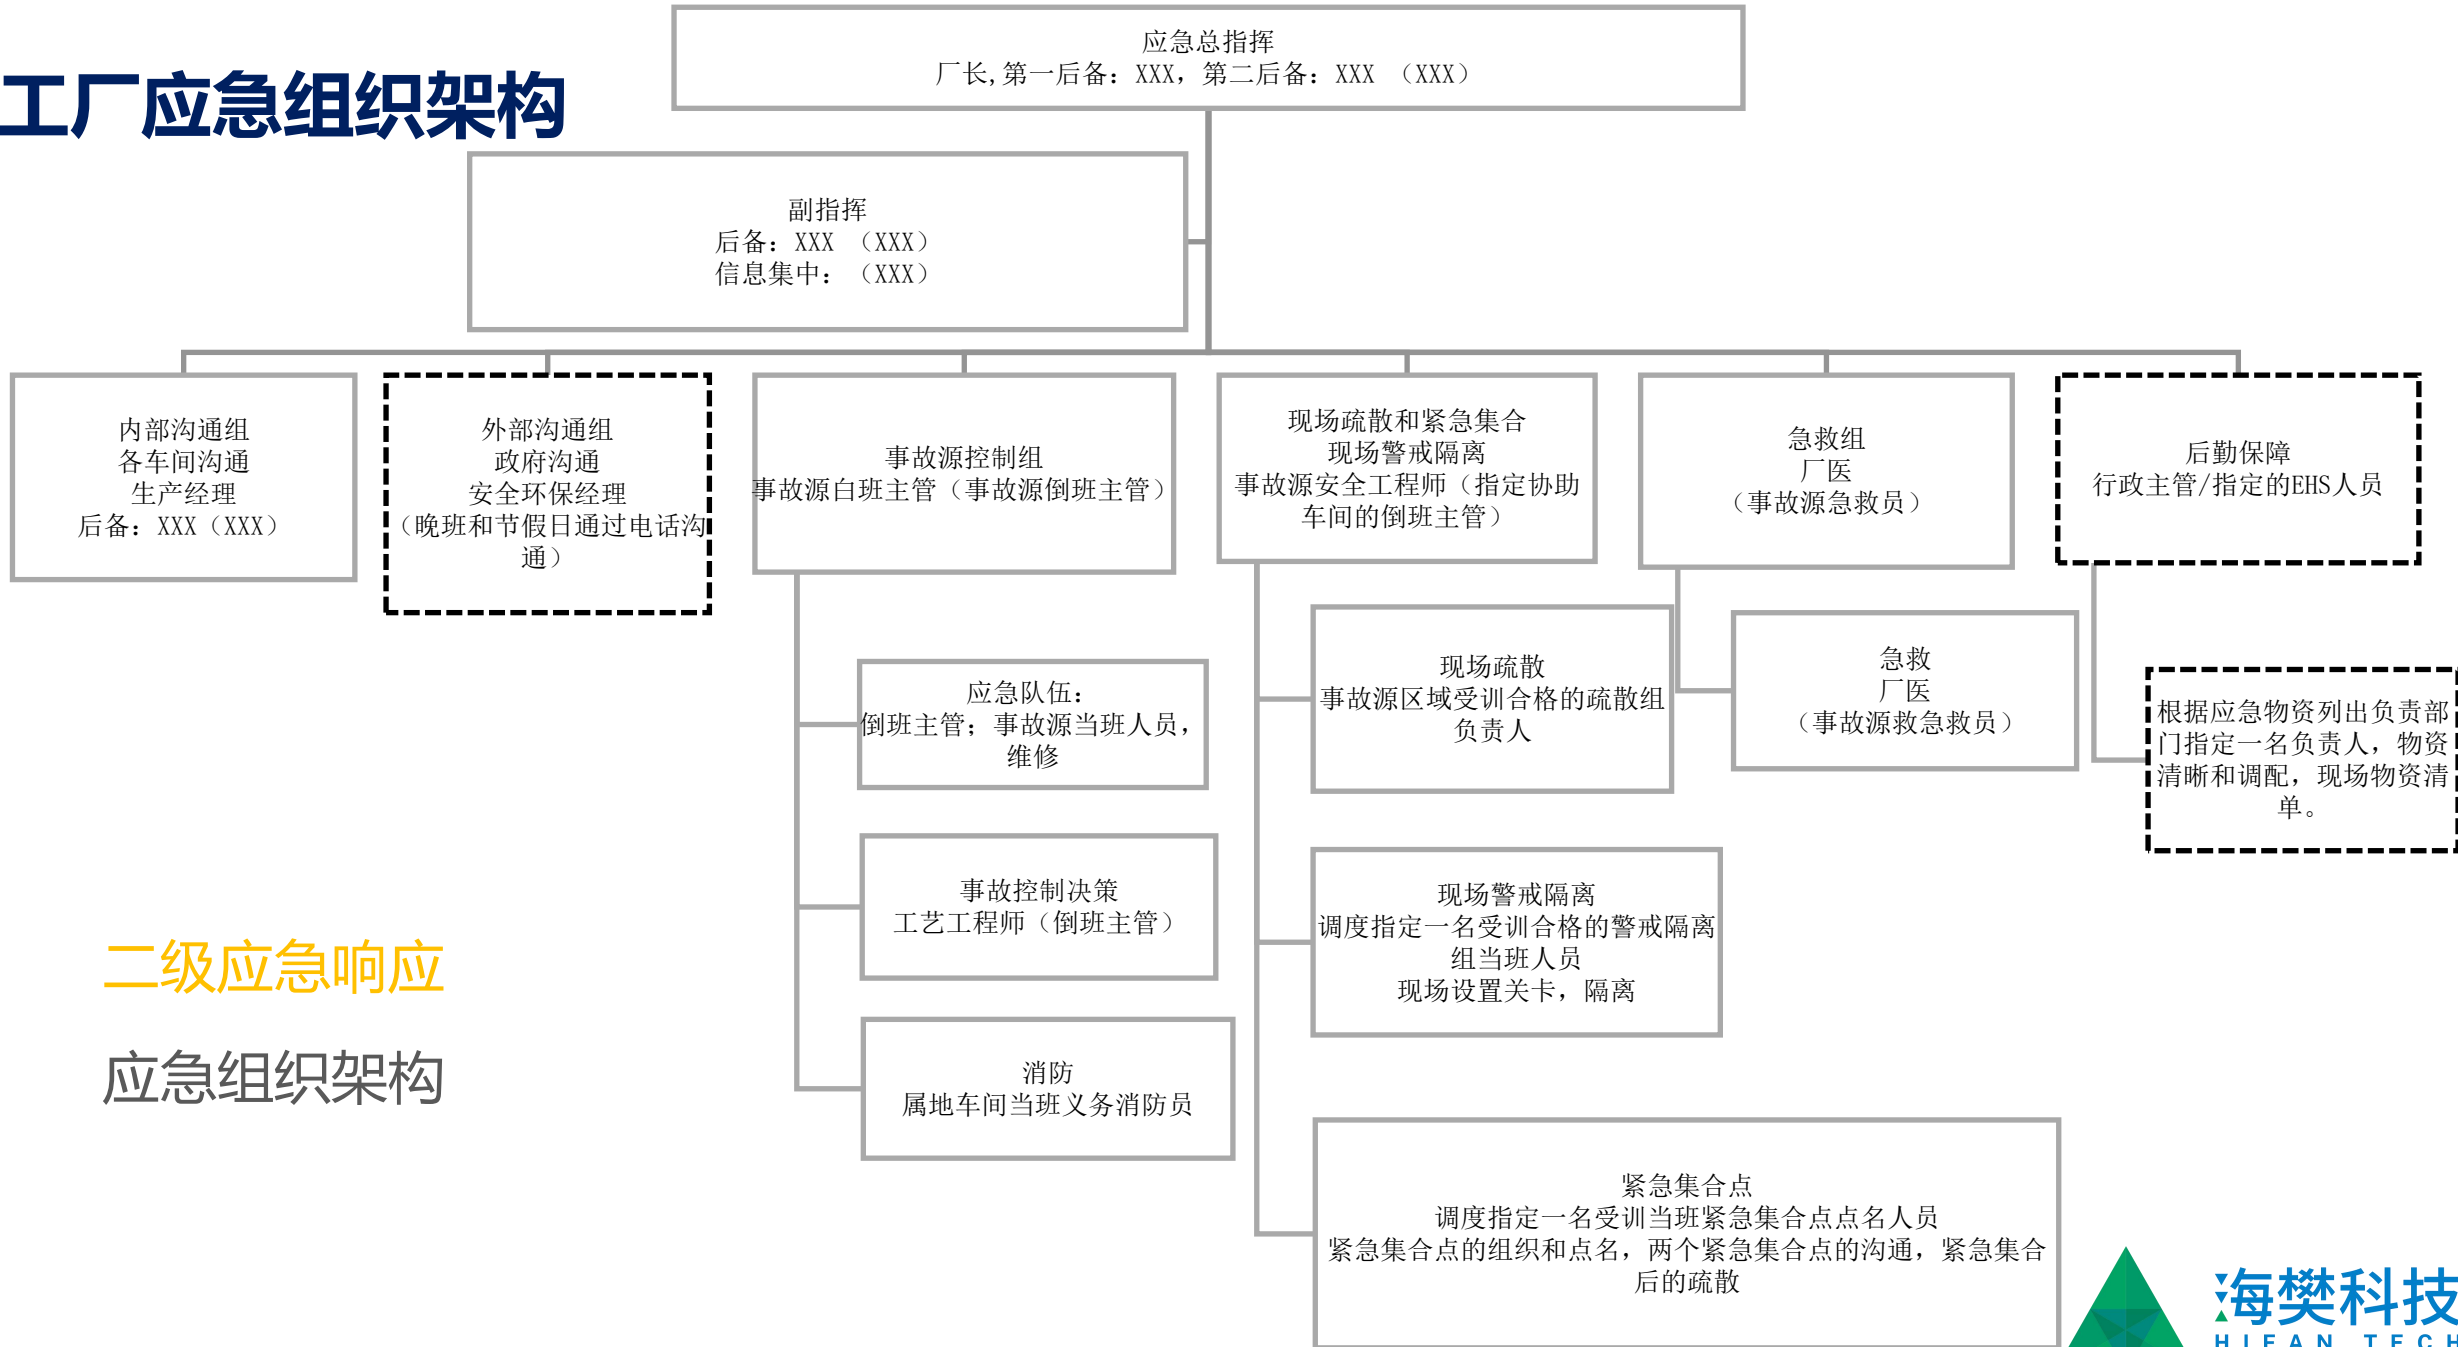 工厂应急组织架构
应急总指挥
厂长,第一后备：XXX，第二后备：XXX （XXX）
副指挥
后备：XXX （XXX）
信息集中：（XXX）
内部沟通组
各车间沟通
生产经理
后备：XXX（XXX）
外部沟通组
政府沟通
安全环保经理
（晚班和节假日通过电话沟
通）
事故源控制组
事故源白班主管（事故源倒班主管）
现场疏散和紧急集合
现场警戒隔离
事故源安全工程师（指定协助
车间的倒班主管）
急救组
厂医
（事故源急救员）
后勤保障
行政主管/指定的EHS人员
应急队伍：
倒班主管；事故源当班人员，
维修
事故控制决策
工艺工程师（倒班主管）
消防
属地车间当班义务消防员
现场疏散
事故源区域受训合格的疏散组
负责人
现场警戒隔离
调度指定一名受训合格的警戒隔离
组当班人员
现场设置关卡，隔离
紧急集合点
调度指定一名受训当班紧急集合点点名人员
紧急集合点的组织和点名，两个紧急集合点的沟通，紧急集合
后的疏散
急救
厂医
（事故源救急救员）
根据应急物资列出负责部
门指定一名负责人，物资
清晰和调配，现场物资清
单。
二级应急响应
应急组织架构
海樊科技
HIFAN TECH